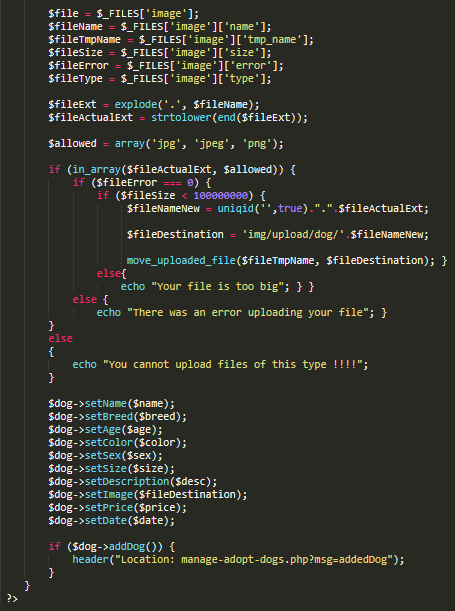 $file = $_FILES['image'];
$fileName = $_FILES['image']['name'];
$fileTmpName = $_FILES['image']['tmp_name'];
$fileSize = $_FILES['image']['size'];
$fileError = $_FILES['image']['error'];
$fileType = $_FILES['image']['type'];
$fileExt = explode('.', $fileName);
$fileActualExt = strtolower(end($fileExt));
$allowed = array('jpg', 'jpeg', 'png');
if (in_array($fileActualExt, $allowed)) {
if ($fileError === 0) {
if ($fileSize < 100000000) {
$fileNameNew = uniqid('',true).".".$fileActualExt;
$fileDestination = 'img/upload/dog/'.$fileNameNew;
move_uploaded_file($fileTmpName, $fileDestination); }
else{
echo "Your file is too big"; } }
else {
echo "There was an error uploading your file"; }
}
else
{
echo "You cannot upload files of this type !!!!";
}
$dog->setName($name);
$dog->setBreed($breed);
$dog->setAge($age);
$dog->setColor($color);
$dog->setSex($sex);
$dog->setSize($size);
$dog->setDescription($desc);
$dog->setImage($fileDestination);
$dog->setPrice($price);
$dog->setDate($date);
if ($dog->addDog()) {
header("Location: manage-adopt-dogs.php?msg=addedDog");
}
}
?>